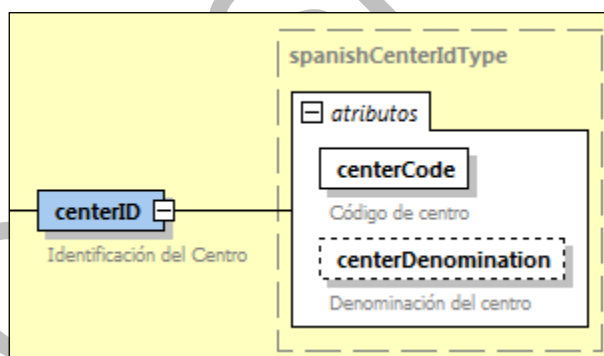 spanishCenterIdType
atributos
centerCode
Código de centro
centerID
Identificación del Centro
centerDenomination
Denominación del centro